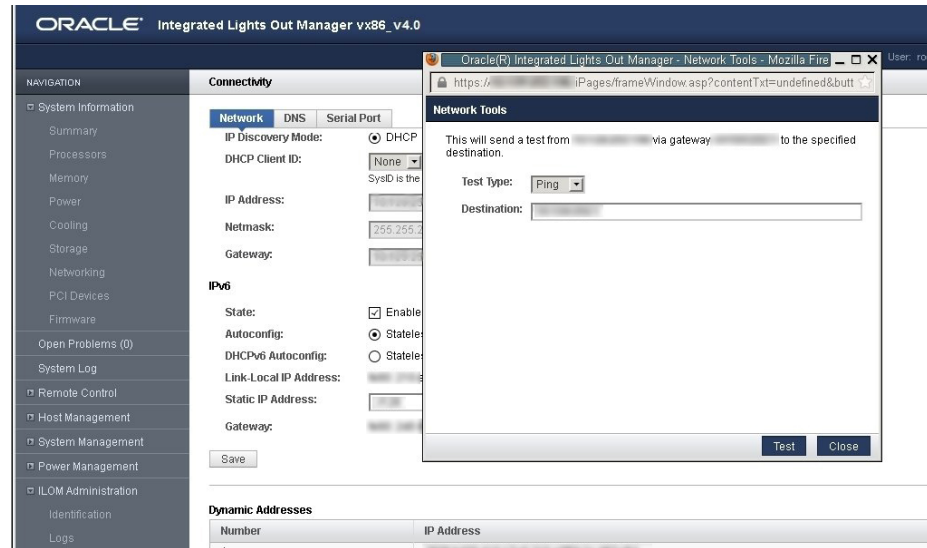 ORACLE® Integrated Lights Out Manager vx86_v4.0
User: ro
NAVIGATION
System Information
Summary
Processors
Memory
Power
Cooling
Storage
Networking
PCI Devices
Firmware
Open Problems (0)
System Log
Remote Control
Host Management
System Management
Power Management
ILOM Administration
Identification
Logs
Connectivity
Network DNS Serial Port
IP Discovery Mode: DHCP
DHCP Client ID: None
SysID is the
IP Address:
Netmask: 255.255.2
Gateway:
IPv6
State: Enable
Autoconfig: Statele
DHCPv6 Autoconfig: Statele
Link-Local IP Address:
Static IP Address:
Gateway:
Save
Dynamic Addresses
Number IP Address
Oracle(R) Integrated Lights Out Manager - Network Tools - Mozilla Fire
https:// iPages/frameWindow.asp?contentTxt=undefined&butt
Network Tools
This will send a test from via gateway to the specified
destination.
Test Type: Ping
Destination:
Test Close